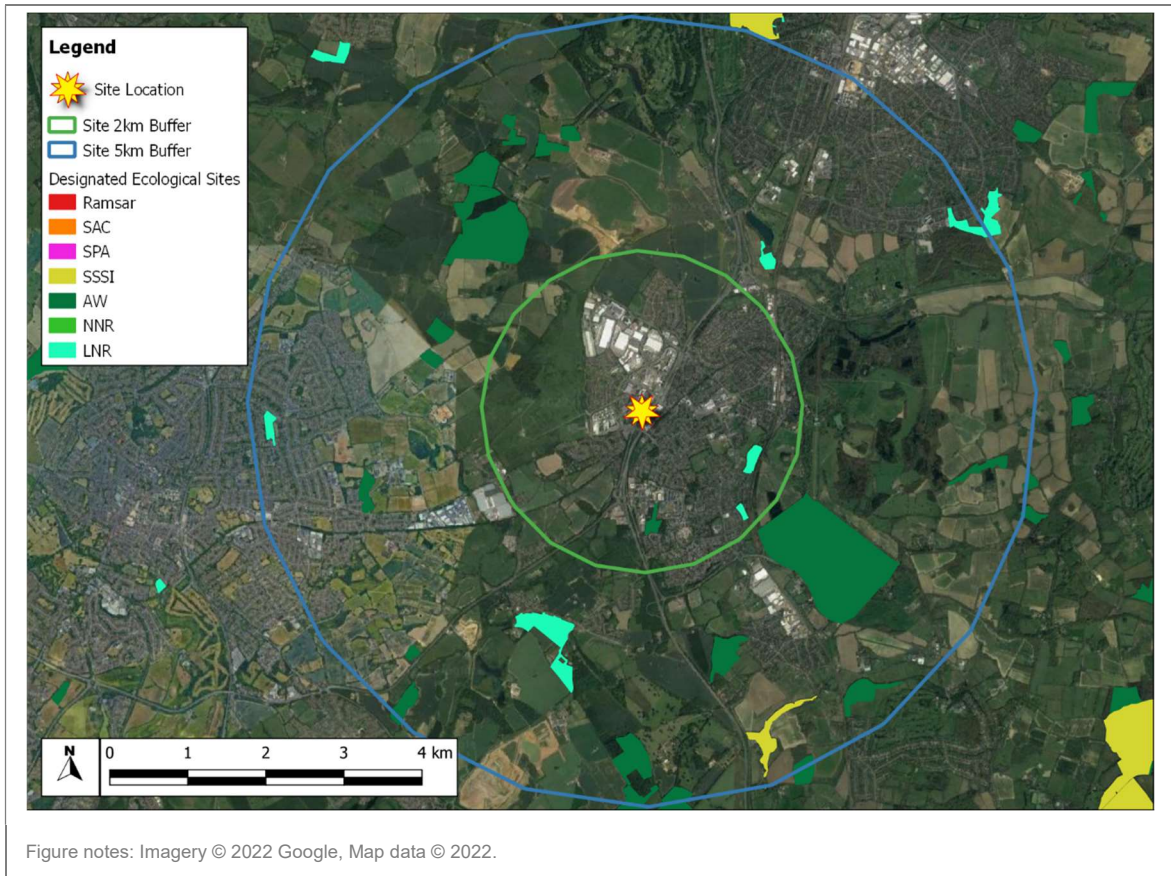 Legend
Site Location
Site 2km Buffer
Site 5km Buffer
Designated Ecological Sites
Ramsar
SAC
SPA
SSSI
AW
NNR
LNR
N
0 1 2 3 4 km
Figure notes: Imagery © 2022 Google, Map data © 2022.